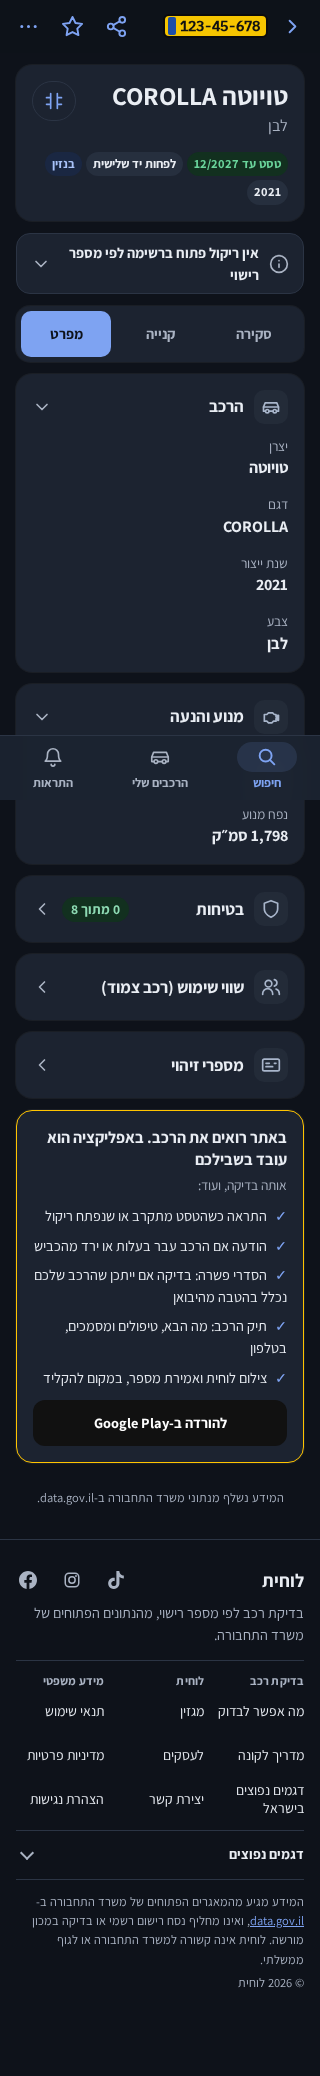 123-45-678
טויוטה COROLLA
לבן
טסט עד 12/2027
לפחות יד שלישית
בנזין
2021
אין ריקול פתוח ברשימה לפי מספר
רישוי
סקירה
קנייה
מפרט
הרכב
יצרן
טויוטה
דגם
COROLLA
שנת ייצור
2021
צבע
לבן
מנוע והנעה
חיפוש
הרכבים שלי
התראות
נפח מנוע
1,798 סמ״ק
בטיחות
0 מתוך 8
שווי שימוש (רכב צמוד)
מספרי זיהוי
באתר רואים את הרכב. באפליקציה הוא
עובד בשבילכם
אותה בדיקה, ועוד:
✓ התראה כשהטסט מתקרב או שנפתח ריקול
✓ הודעה אם הרכב עבר בעלות או ירד מהכביש
✓ הסדרי פשרה: בדיקה אם ייתכן שהרכב שלכם
נכלל בהטבה מהיבואן
✓ תיק הרכב: מה הבא, טיפולים ומסמכים,
בטלפון
✓ צילום לוחית ואמירת מספר, במקום להקליד
להורדה ב-Google Play
המידע נשלף מנתוני משרד התחבורה ב-data.gov.il.
לוחית
בדיקת רכב לפי מספר רישוי, מהנתונים הפתוחים של
משרד התחבורה.
בדיקת רכב
לוחית
מידע משפטי
מה אפשר לבדוק
מגזין
תנאי שימוש
מדריך לקונה
לעסקים
מדיניות פרטיות
דגמים נפוצים
בישראל
יצירת קשר
הצהרת נגישות
דגמים נפוצים
המידע מגיע מהמאגרים הפתוחים של משרד התחבורה ב-
data.gov.il, ואינו מחליף נסח רישום רשמי או בדיקה במכון
מורשה. לוחית אינה קשורה למשרד התחבורה או לגוף
ממשלתי.
© 2026 לוחית